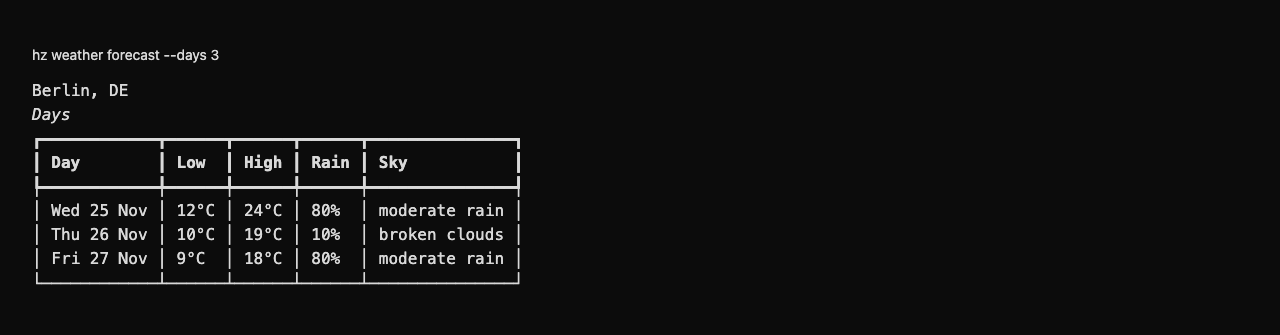 hz weather forecast --days 3
Berlin, DE
Days
Day Low High Rain Sky
Wed 25 Nov 12°C 24°C 80% moderate rain
Thu 26 Nov 10°C 19°C 10% broken clouds
Fri 27 Nov 9°C 18°C 80% moderate rain